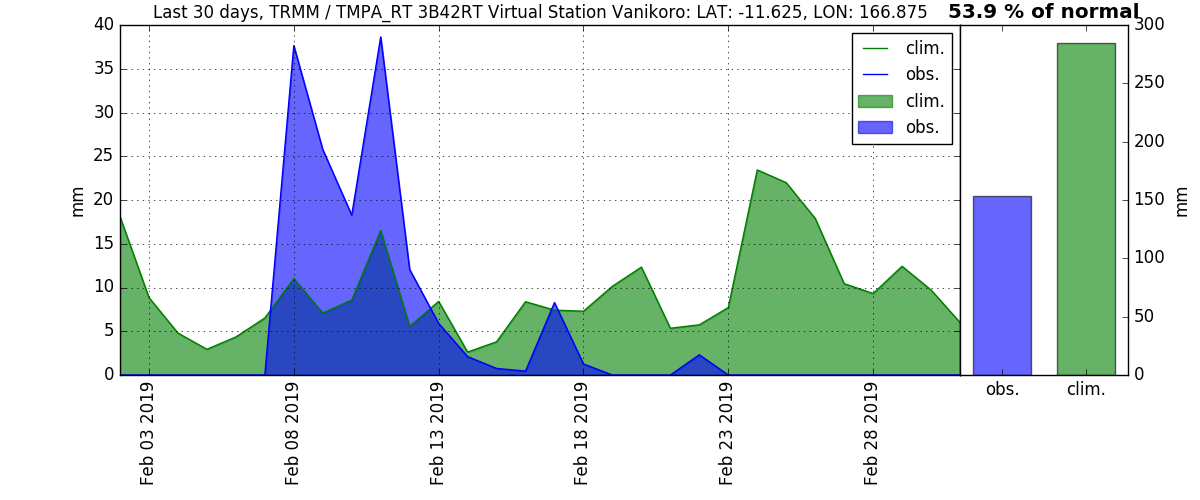 Last 30 days, TRMM / TMPA_RT 3B42RT Virtual Station Vanikoro: LAT: -11.625, LON: 166.875
53.9 % of normal
40
35
30
25
20
15
10
5
0
mm
clim.
obs.
clim.
obs.
Feb 03 2019
Feb 08 2019
Feb 13 2019
Feb 18 2019
Feb 23 2019
Feb 28 2019
300
250
200
150
100
50
0
mm
obs.
clim.